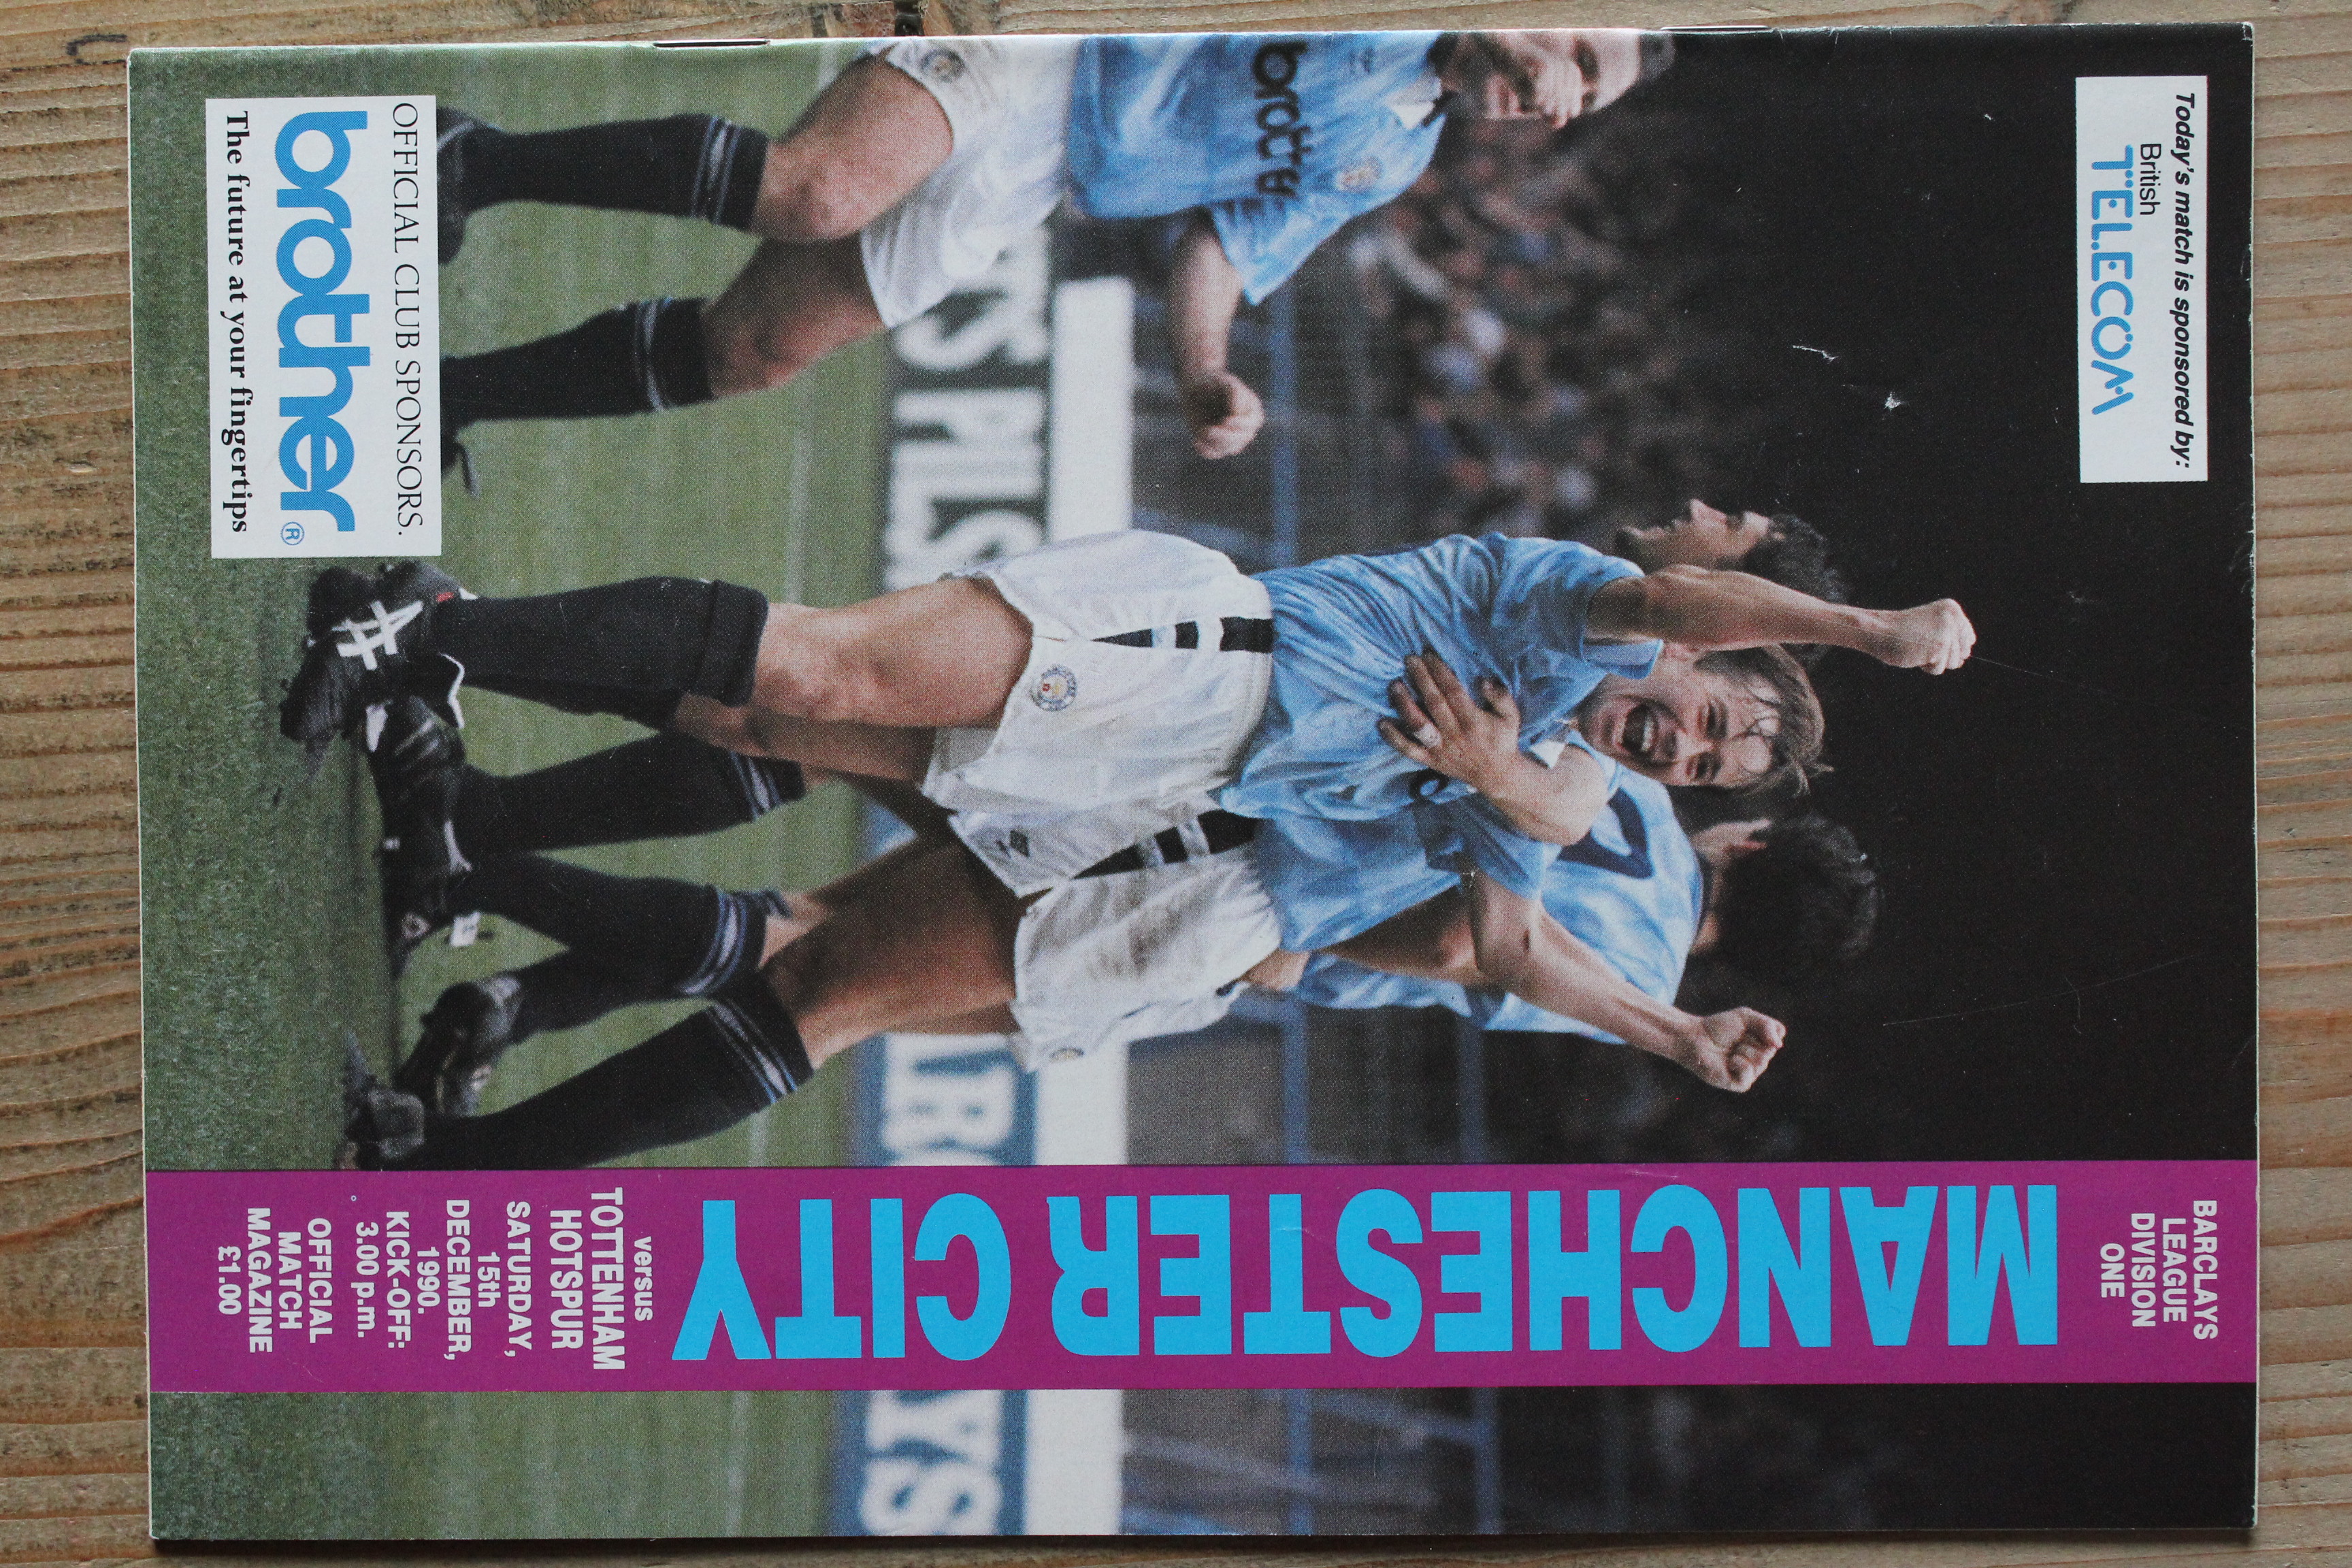 BARCLAYS
LEAGUE
DIVISION
ONE
MANCHESTER CITY
versus
TOTTENHAM
HOTSPUR
SATURDAY,
15th
DECEMBER,
1990.
KICK-OFF:
3.00 p.m.
OFFICIAL
MATCH
MAGAZINE
£1.00
Today's match is sponsored by:
British
TELECOM
brother
OFFICIAL CLUB SPONSORS.
brother®
The future at your fingertips